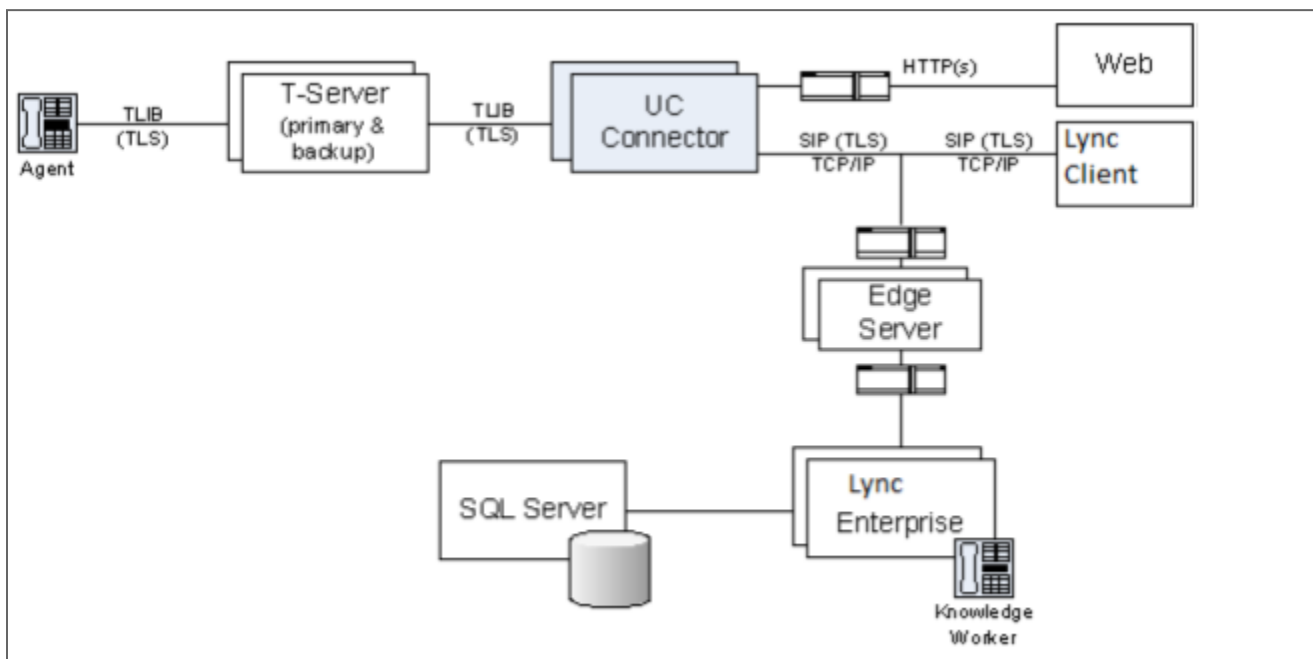 Agent
TLIB
(TLS)
T-Server
(primary &
backup)
TLIB
(TLS)
UC
Connector
HTTP(s)
Web
SIP (TLS)
TCP/IP
SIP (TLS)
TCP/IP
Lync
Client
Edge
Server
SQL Server
Lync
Enterprise
Knowledge
Worker